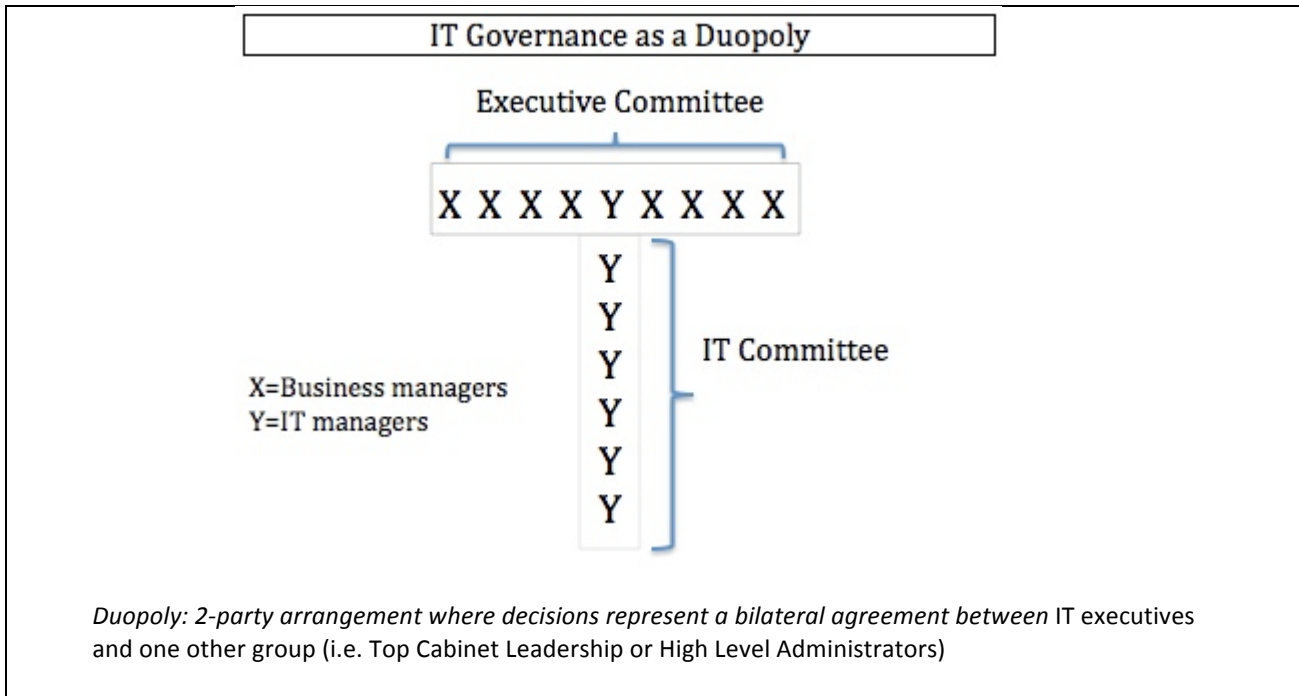 IT Governance as a Duopoly
Executive Committee
X X X X Y X X X X
Y
Y
Y
Y
Y
Y
IT Committee
X=Business managers
Y=IT managers
Duopoly: 2-party arrangement where decisions represent a bilateral agreement between IT executives
and one other group (i.e. Top Cabinet Leadership or High Level Administrators)